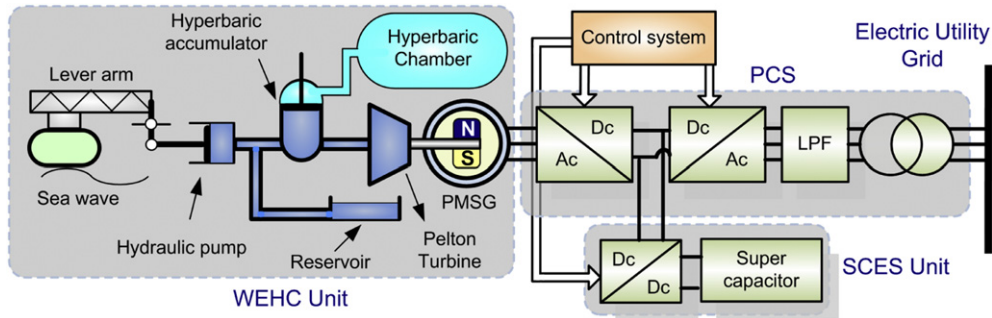 Hyperbaric
accumulator
Hyperbaric
Chamber
Control system
Electric Utility
Grid
Lever arm
PCS
N
S
Dc
Ac
Dc
Ac
LPF
Sea wave
PMSG
Hydraulic pump
Reservoir
Pelton
Turbine
Dc
Dc
Super
capacitor
SCES Unit
WEHC Unit